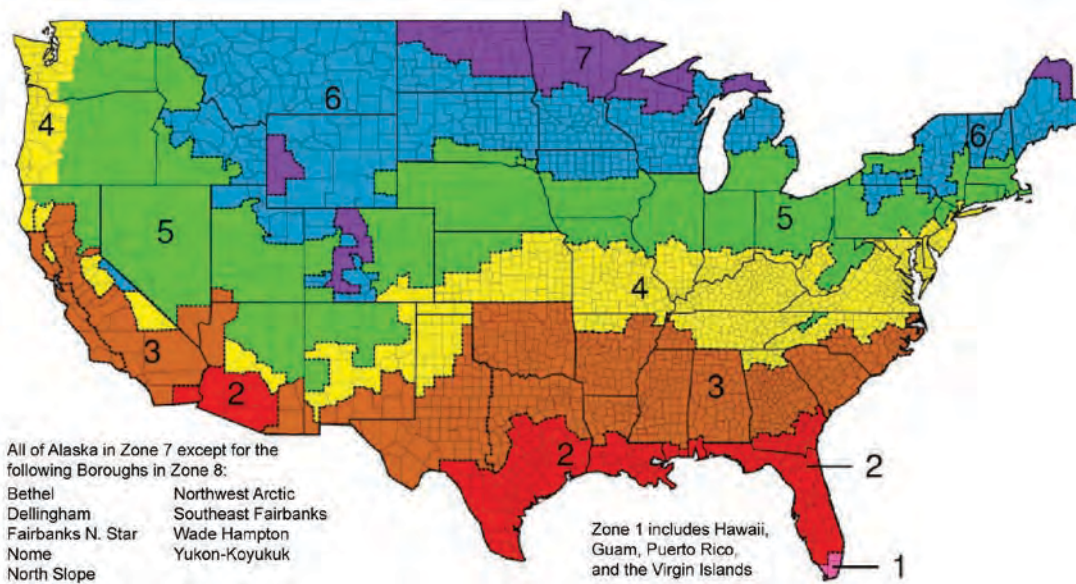 7
6
4
6
5
5
4
3
3
2
2
2
1
All of Alaska in Zone 7 except for the
following Boroughs in Zone 8:
Bethel
Dellingham
Fairbanks N. Star
Nome
North Slope
Northwest Arctic
Southeast Fairbanks
Wade Hampton
Yukon-Koyukuk
Zone 1 includes Hawaii,
Guam, Puerto Rico,
and the Virgin Islands